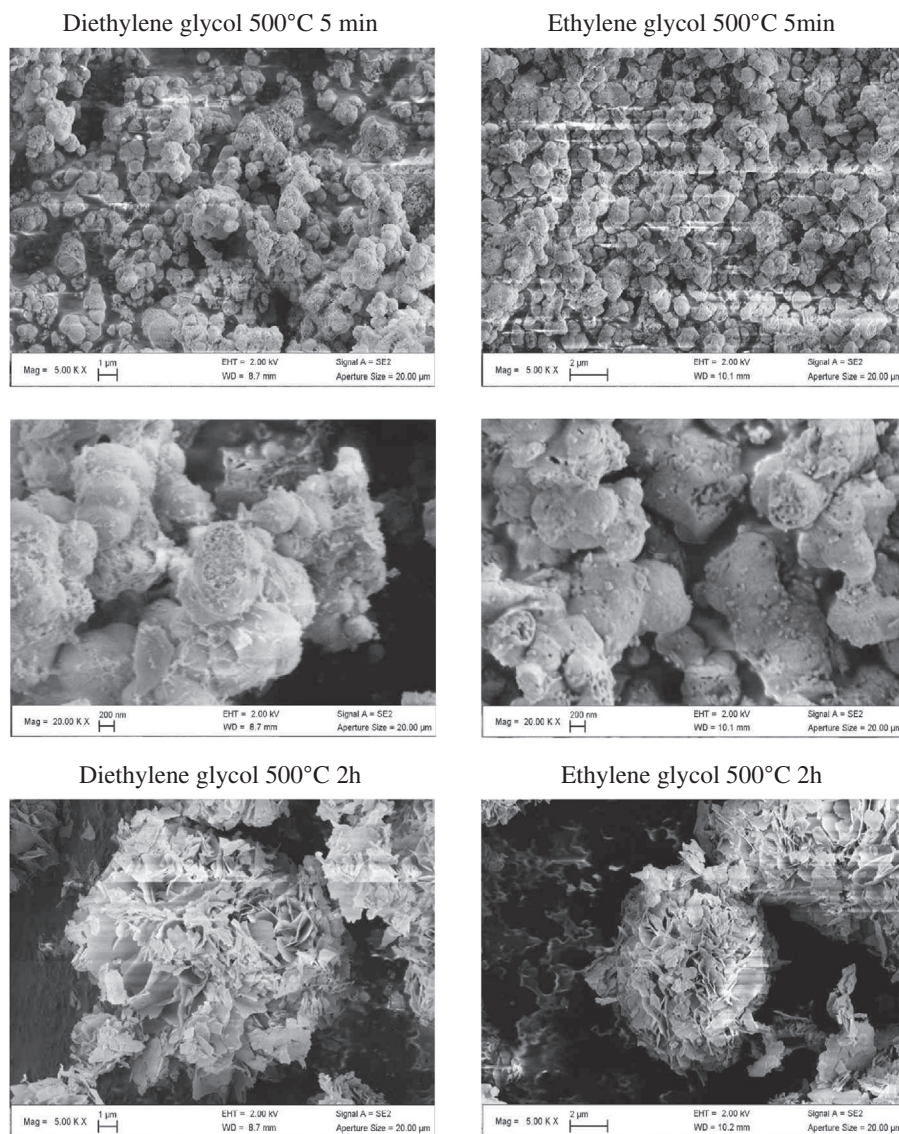 Diethylene glycol 500°C 5 min
Ethylene glycol 500°C 5min
Mag = 5.00 K X 1 µm EHT = 2.00 kV Signal A = SE2
WD = 8.7 mm Aperture Size = 20.00 µm
Mag = 5.00 K X 2 µm EHT = 2.00 kV Signal A = SE2
WD = 10.1 mm Aperture Size = 20.00 µm
Mag = 20.00 K X 200 nm EHT = 2.00 kV Signal A = SE2
WD = 8.7 mm Aperture Size = 20.00 µm
Mag = 20.00 K X 200 nm EHT = 2.00 kV Signal A = SE2
WD = 10.1 mm Aperture Size = 20.00 µm
Diethylene glycol 500°C 2h
Ethylene glycol 500°C 2h
Mag = 5.00 K X 1 µm EHT = 2.00 kV Signal A = SE2
WD = 8.7 mm Aperture Size = 20.00 µm
Mag = 5.00 K X 2 µm EHT = 2.00 kV Signal A = SE2
WD = 10.2 mm Aperture Size = 20.00 µm